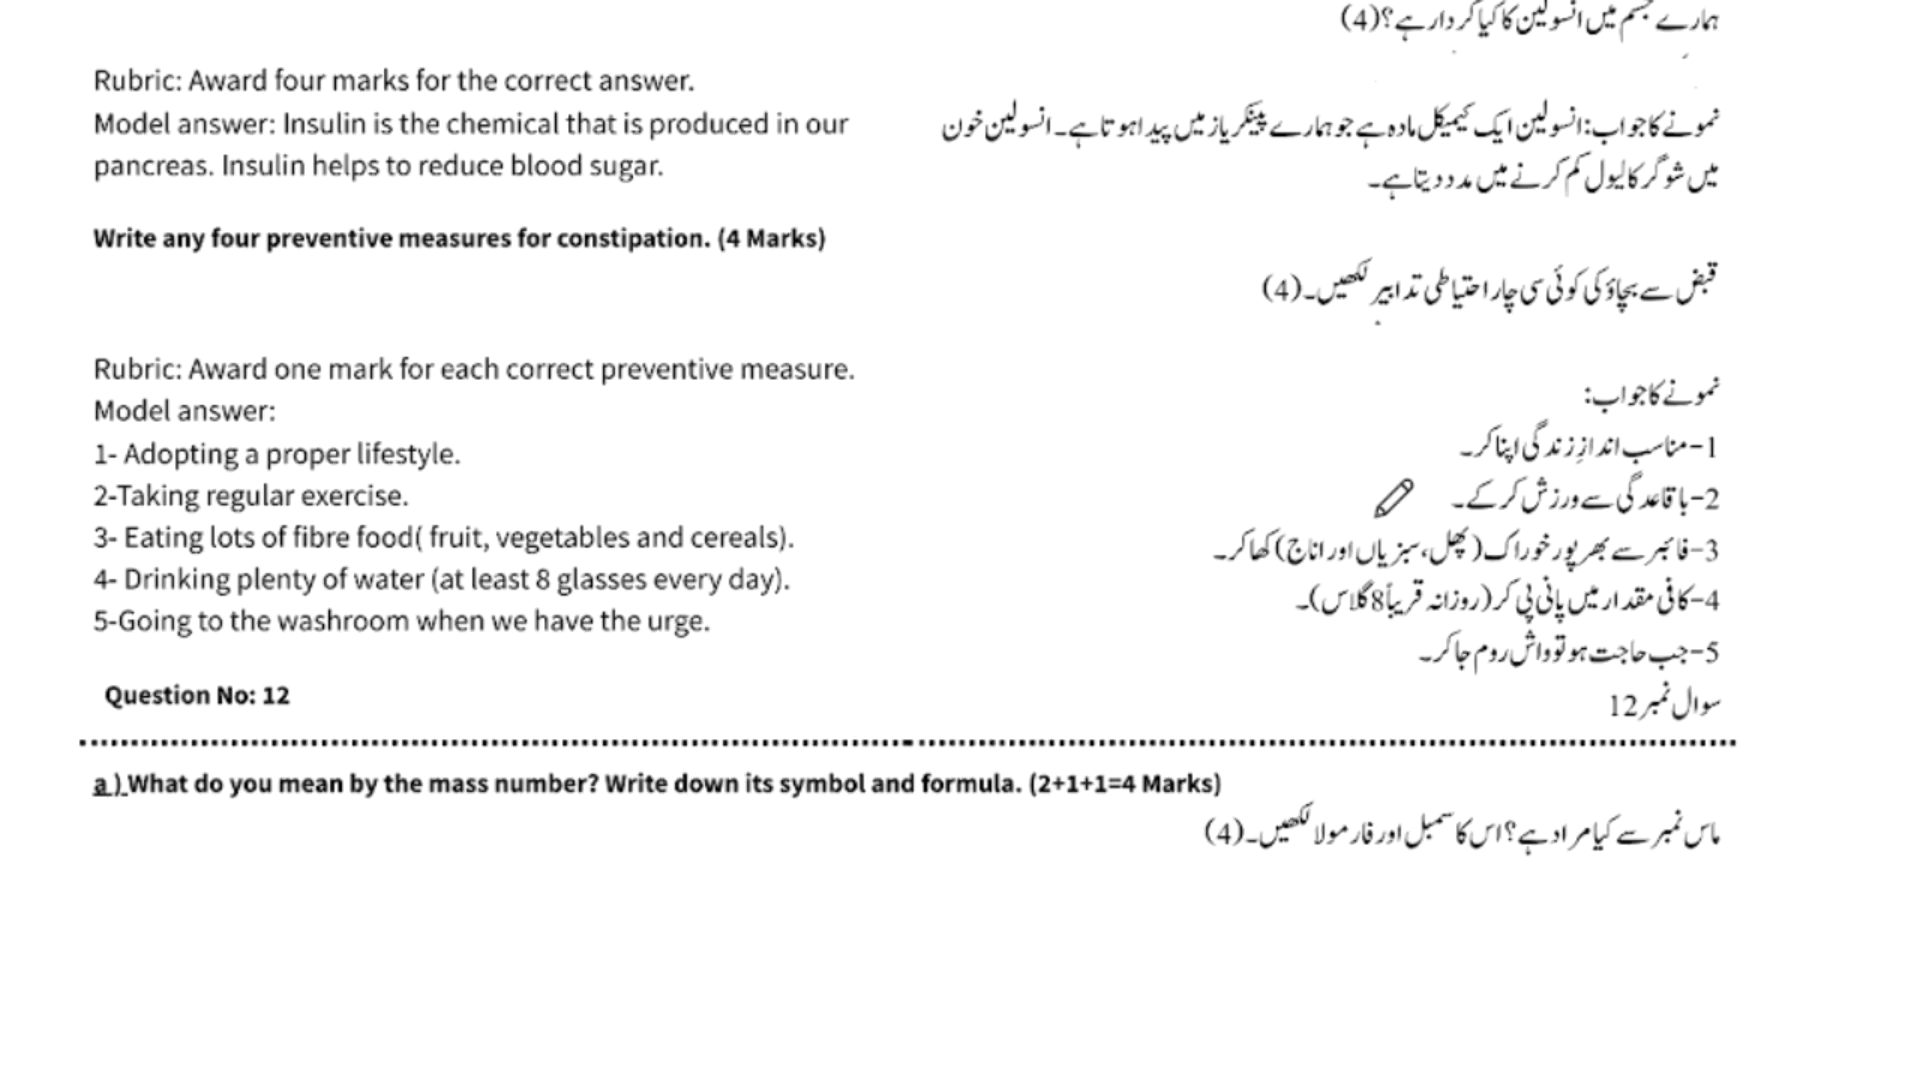 ہمارے جسم میں انسولین کا کیا کردار ہے؟(4)
Rubric: Award four marks for the correct answer.
Model answer: Insulin is the chemical that is produced in our
pancreas. Insulin helps to reduce blood sugar.
نمونے کا جواب:انسولین ایک کیمیکل مادہ ہے جو ہمارے پینکریاز میں پیدا ہوتا ہے۔انسولین خون
میں شوگر کا لیول کم کرنے میں مدد دیتا ہے۔
Write any four preventive measures for constipation. (4 Marks)
قبض سے بچاؤ کی کوئی سی چار احتیاطی تدابیر لکھیں۔(4)
Rubric: Award one mark for each correct preventive measure.
Model answer:
1- Adopting a proper lifestyle.
2-Taking regular exercise.
3- Eating lots of fibre food( fruit, vegetables and cereals).
4- Drinking plenty of water (at least 8 glasses every day).
5-Going to the washroom when we have the urge.
نمونے کا جواب:
1-مناسب اندازِ زندگی اپنا کر۔
2-باقاعدگی سے ورزش کر کے۔
3-فائبر سے بھرپور خوراک(پھل،سبزیاں اور اناج)کھا کر۔
4-کافی مقدار میں پانی پی کر(روزانہ قریباً8گلاس)۔
5-جب حاجت ہو تو واش روم جا کر۔
Question No: 12
سوال نمبر 12
a ) What do you mean by the mass number? Write down its symbol and formula. (2+1+1=4 Marks)
ماس نمبر سے کیا مراد ہے؟اس کا سمبل اور فارمولا لکھیں۔(4)